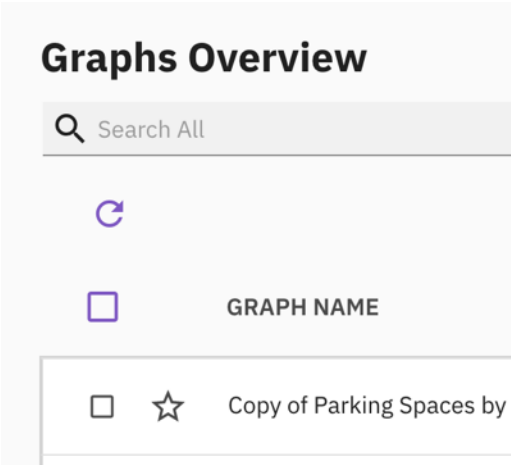 Graphs Overview
Search All
GRAPH NAME
Copy of Parking Spaces by